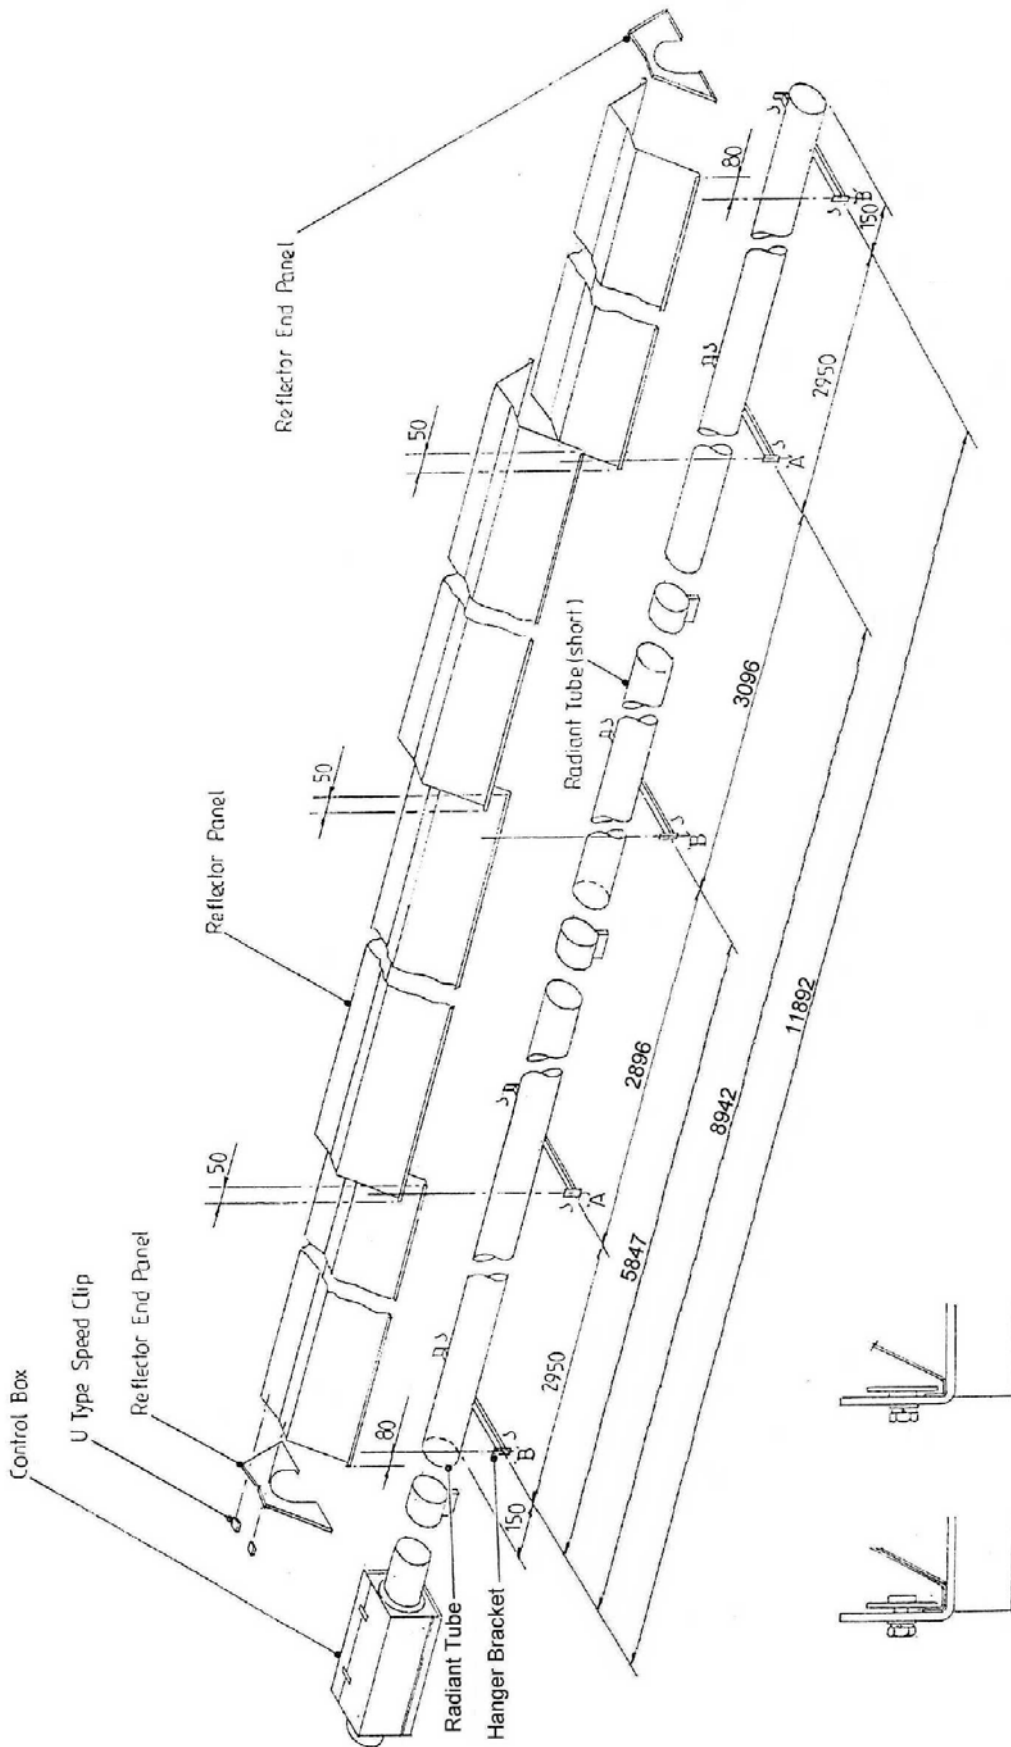 Control Box
U Type Speed Clip
Reflector End Panel
Reflector Panel
Reflector End Panel
50
50
50
80
80
Radiant Tube (short)
Radiant Tube
Hanger Bracket
B
A
B
A
B
150
2950
2896
3096
2950
150
5847
8942
11892